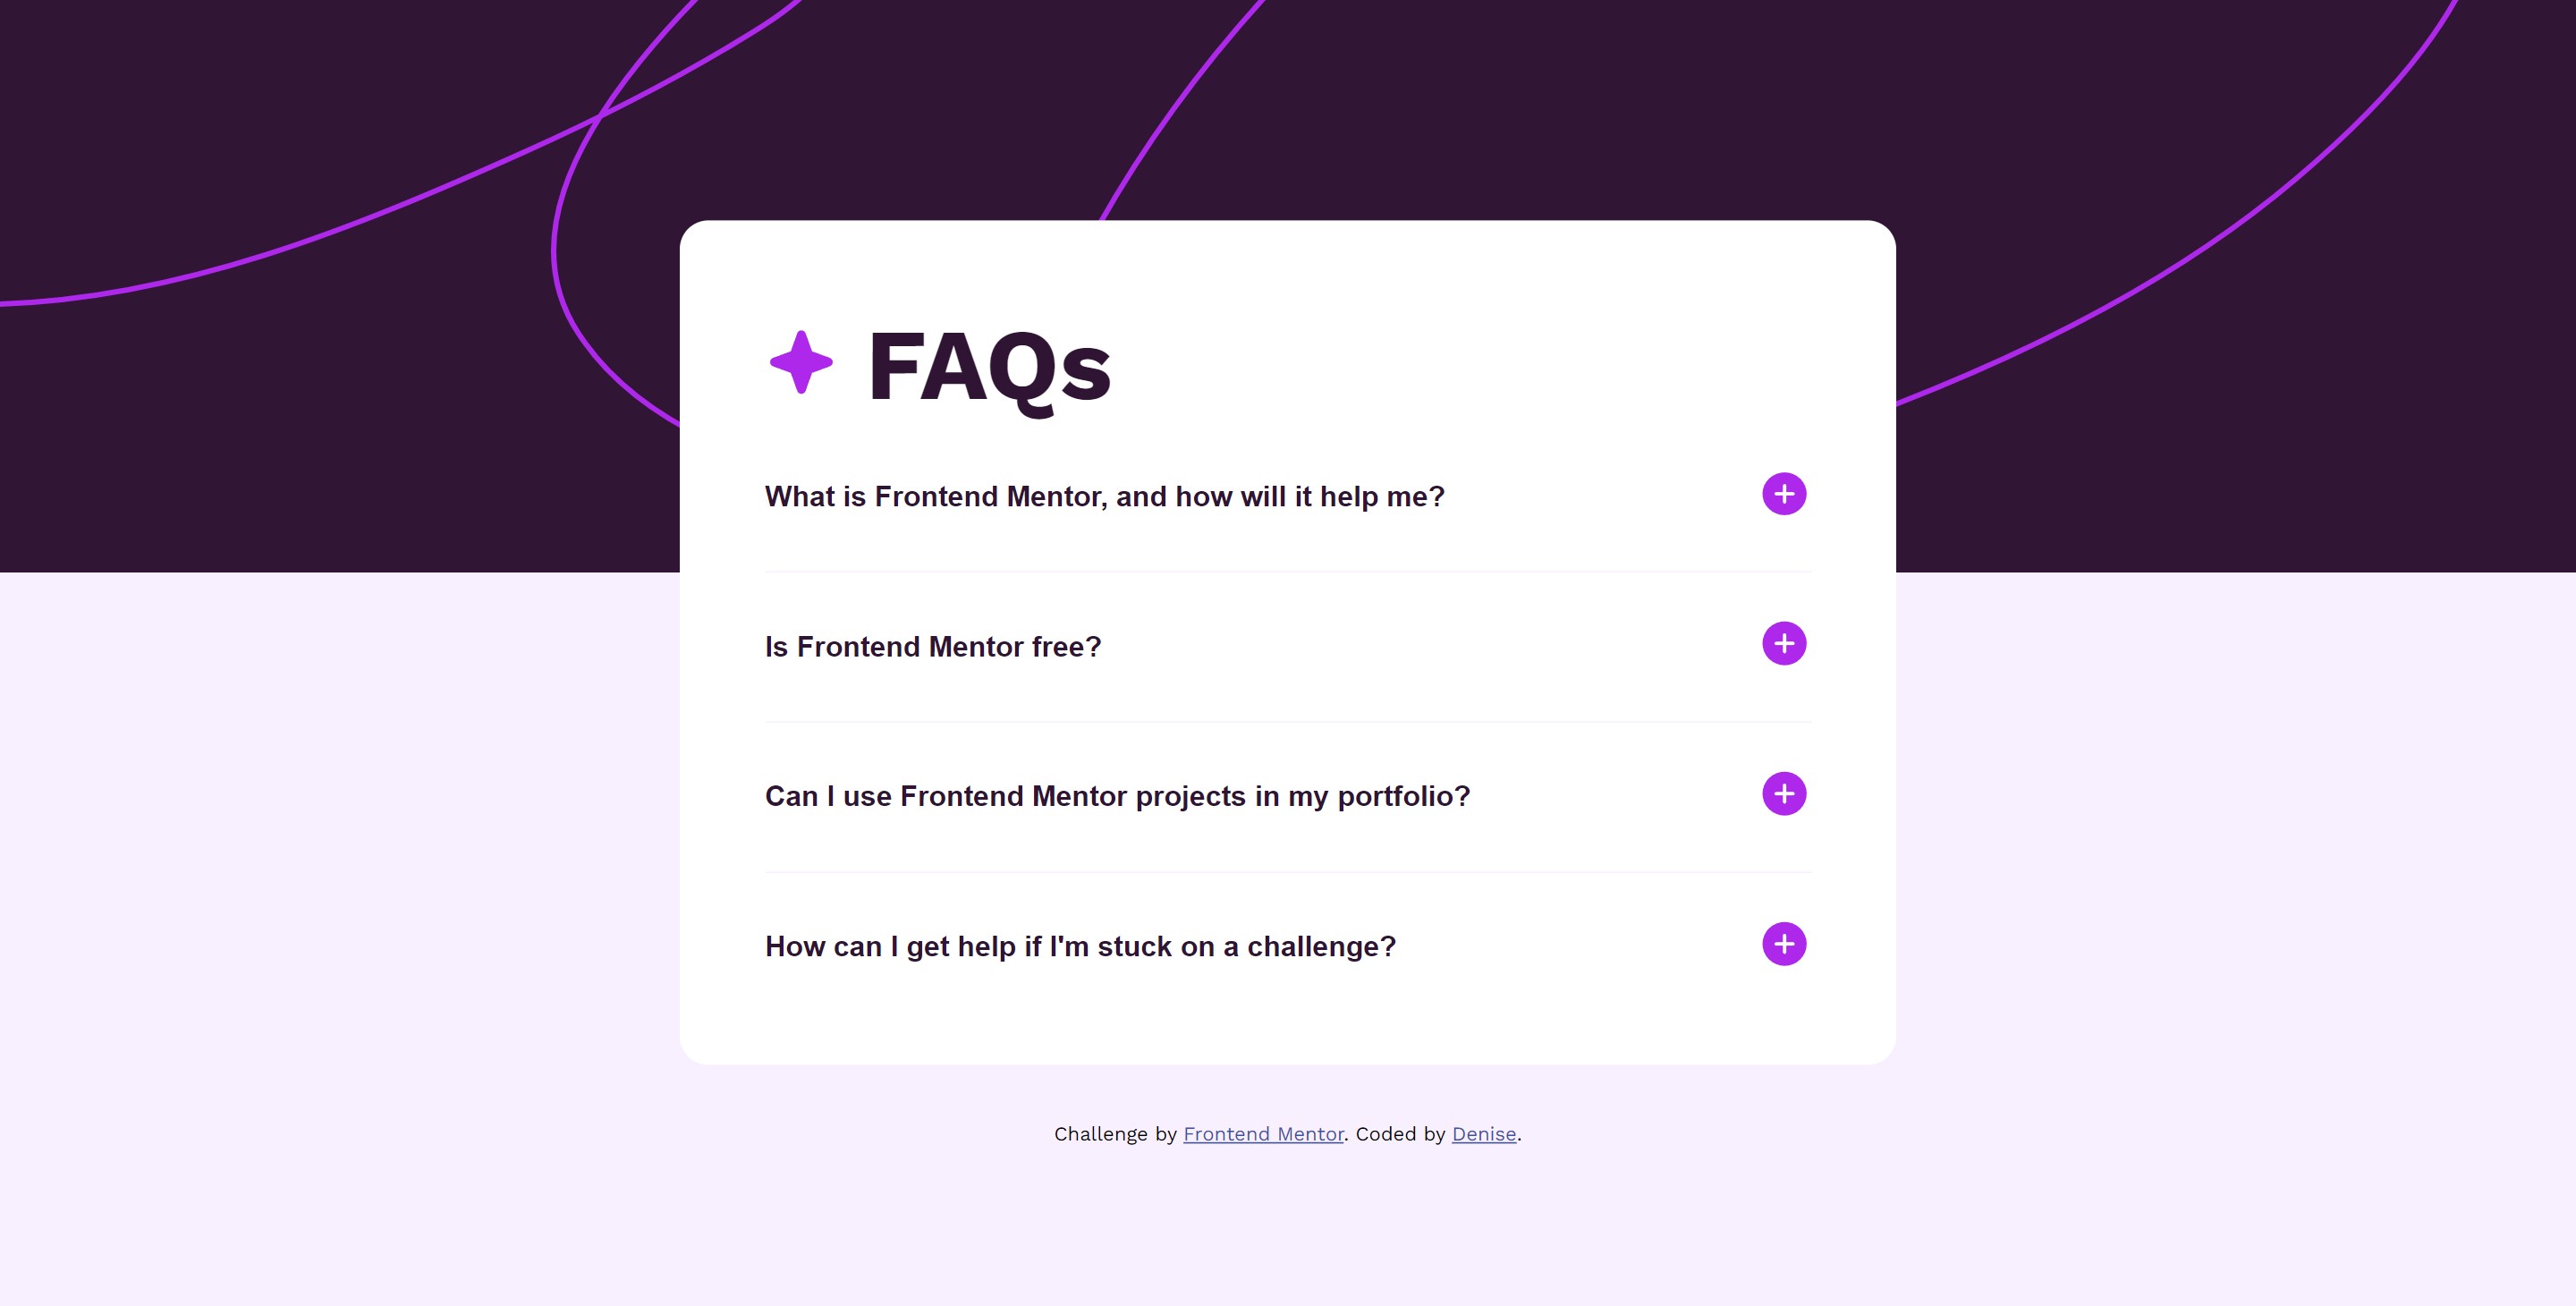 FAQs
What is Frontend Mentor, and how will it help me?
Is Frontend Mentor free?
Can I use Frontend Mentor projects in my portfolio?
How can I get help if I'm stuck on a challenge?
Challenge by Frontend Mentor. Coded by Denise.